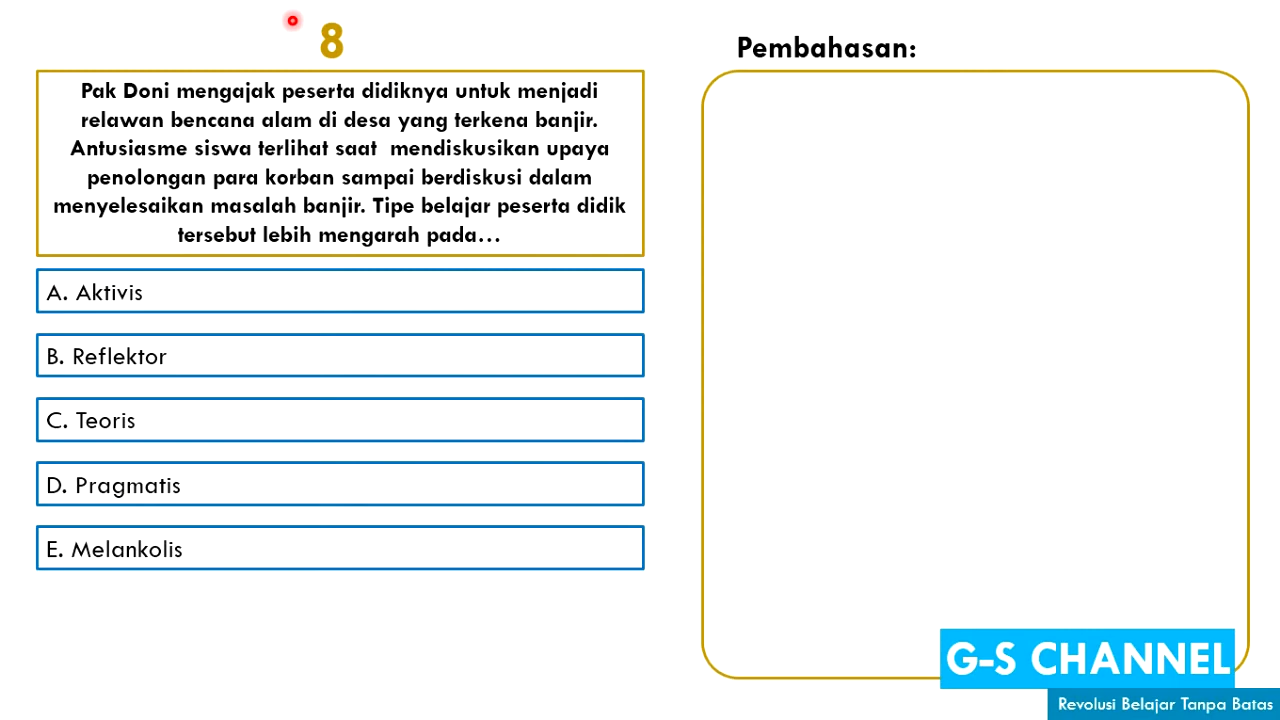 8
Pak Doni mengajak peserta didiknya untuk menjadi
relawan bencana alam di desa yang terkena banjir.
Antusiasme siswa terlihat saat mendiskusikan upaya
penolongan para korban sampai berdiskusi dalam
menyelesaikan masalah banjir. Tipe belajar peserta didik
tersebut lebih mengarah pada...
A. Aktivis
B. Reflektor
C. Teoris
D. Pragmatis
E. Melankolis
Pembahasan:
G-S CHANNEL
Revolusi Belajar Tanpa Batas